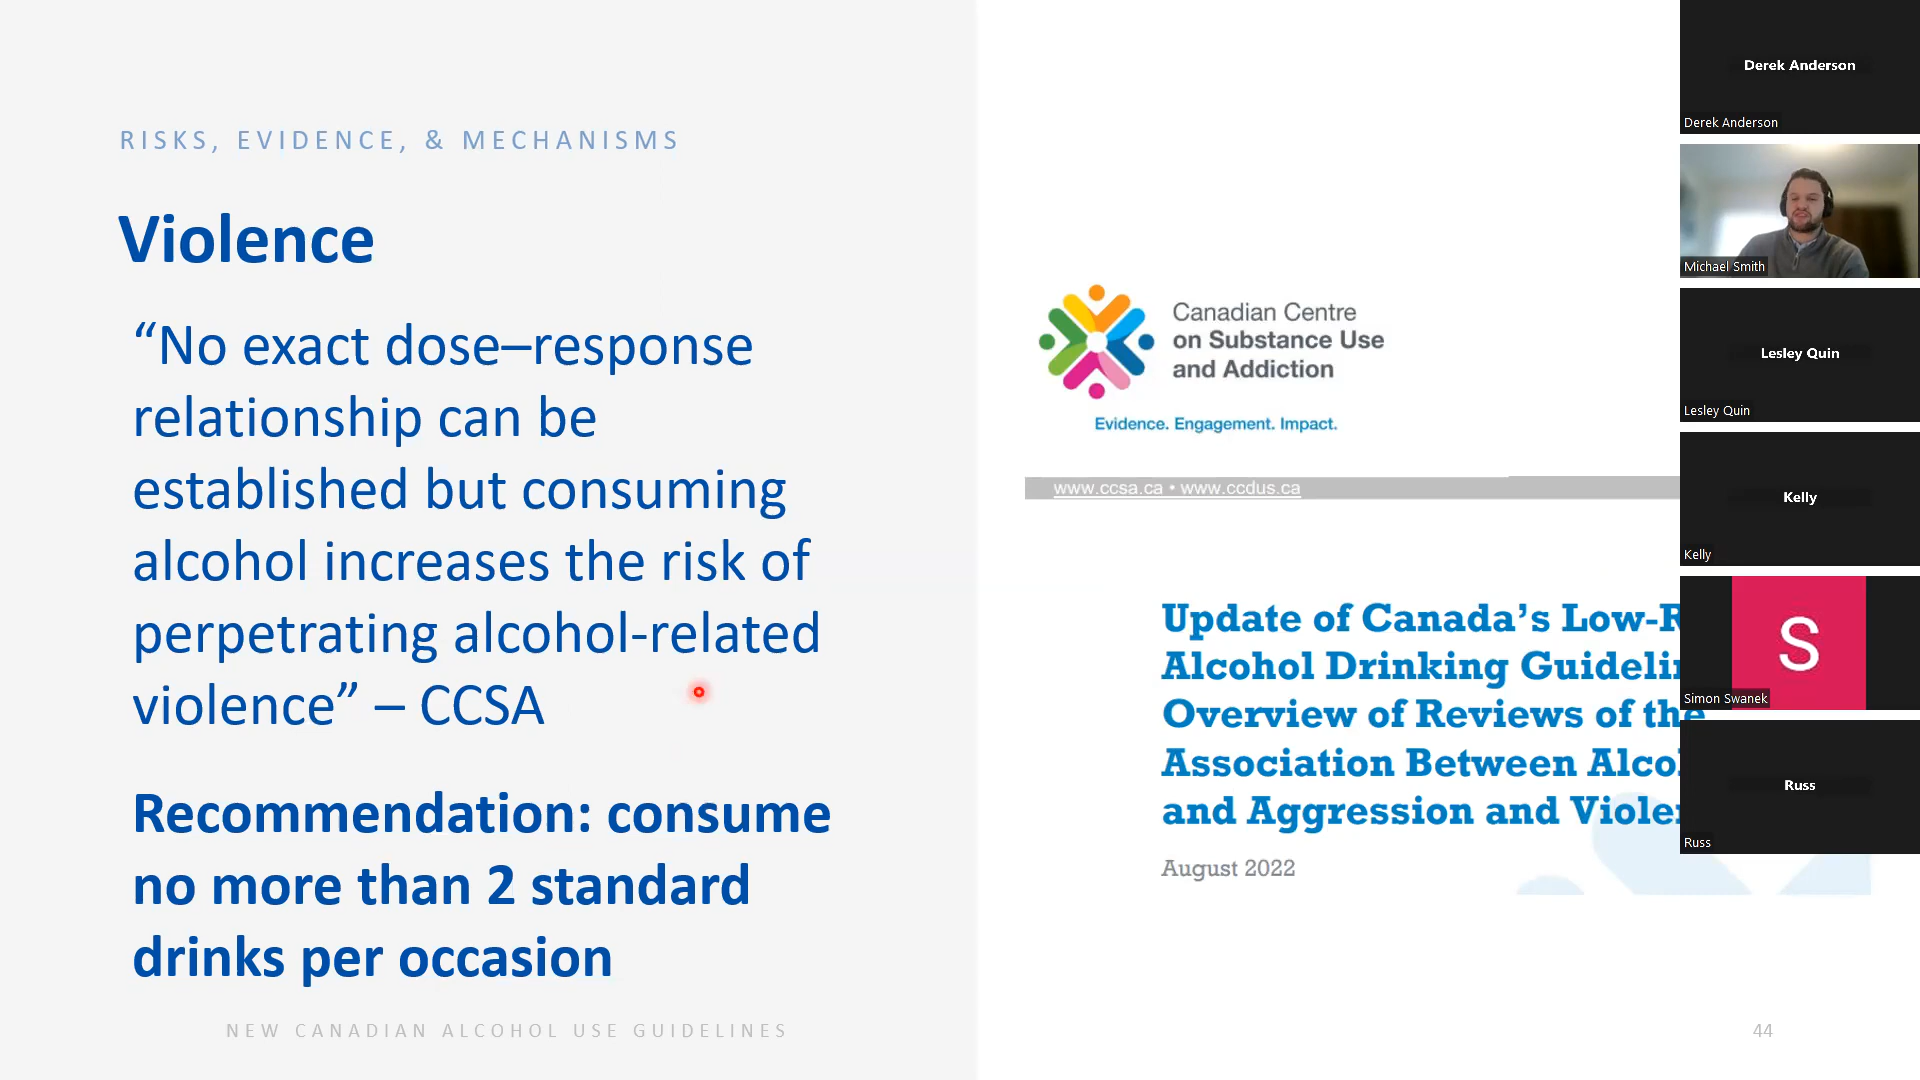 RISKS, EVIDENCE, & MECHANISMS
Violence
“No exact dose–response
relationship can be
established but consuming
alcohol increases the risk of
perpetrating alcohol-related
violence” – CCSA
Recommendation: consume
no more than 2 standard
drinks per occasion
NEW CANADIAN ALCOHOL USE GUIDELINES
Canadian Centre
on Substance Use
and Addiction
Evidence. Engagement. Impact.
www.ccsa.ca • www.ccdus.ca
Update of Canada’s Low-R
Alcohol Drinking Guideli
Overview of Reviews of the
Association Between Alco
and Aggression and Viole
August 2022
44
Derek Anderson
Derek Anderson
Michael Smith
Lesley Quin
Lesley Quin
Kelly
Kelly
S
Simon Swanek
Russ
Russ